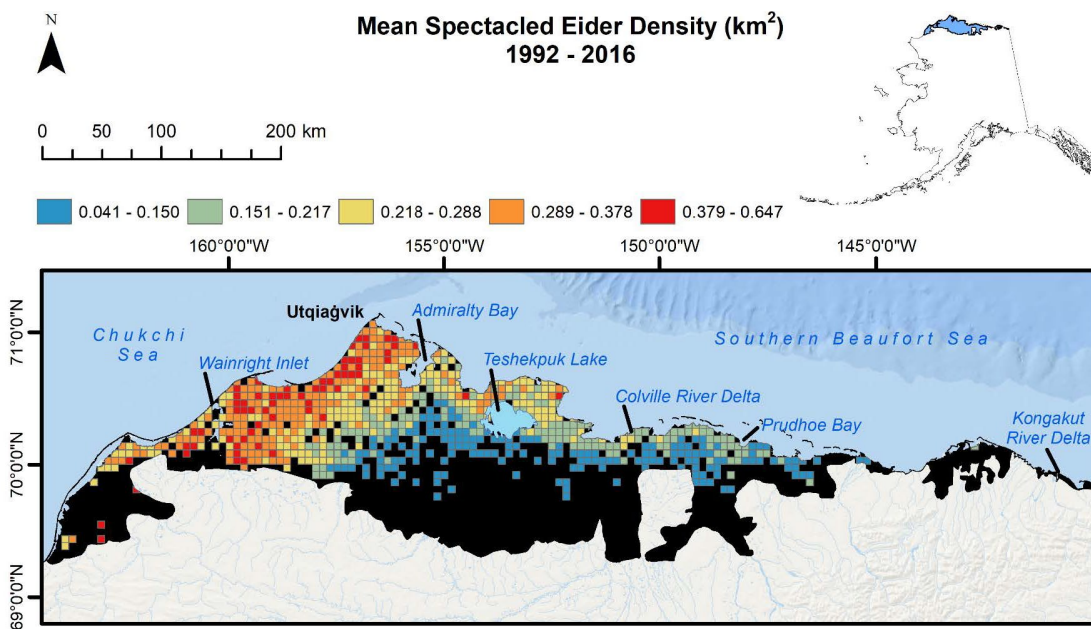 N
Mean Spectacled Eider Density (km²)
1992 - 2016
0 50 100 200 km
0.041 - 0.150
0.151 - 0.217
0.218 - 0.288
0.289 - 0.378
0.379 - 0.647
160°0'0"W
155°0'0"W
150°0'0"W
145°0'0"W
71°0'0"N
70°0'0"N
69°0'0"N
Utqiaġvik
Admiralty Bay
Chukchi
Sea
Wainright Inlet
Teshekpuk Lake
Southern Beaufort Sea
Colville River Delta
Prudhoe Bay
Kongakut
River Delta